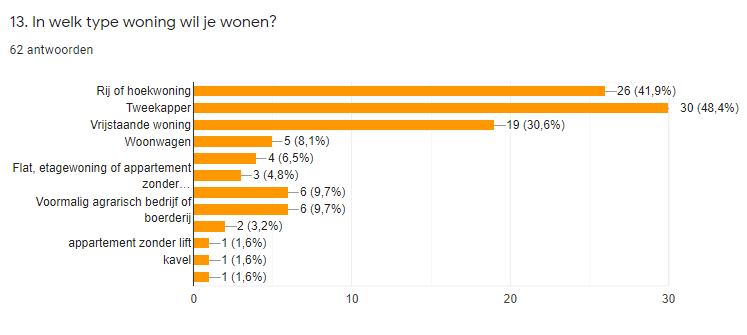 13. In welk type woning wil je wonen?
62 antwoorden
Rij of hoekwoning 26 (41,9%)
Tweekapper 30 (48,4%)
Vrijstaande woning 19 (30,6%)
Woonwagen 5 (8,1%)
4 (6,5%)
Flat, etagewoning of appartement
zonder... 3 (4,8%)
6 (9,7%)
Voormalig agrarisch bedrijf of
boerderij 6 (9,7%)
2 (3,2%)
appartement zonder lift 1 (1,6%)
kavel 1 (1,6%)
1 (1,6%)
0 10 20 30